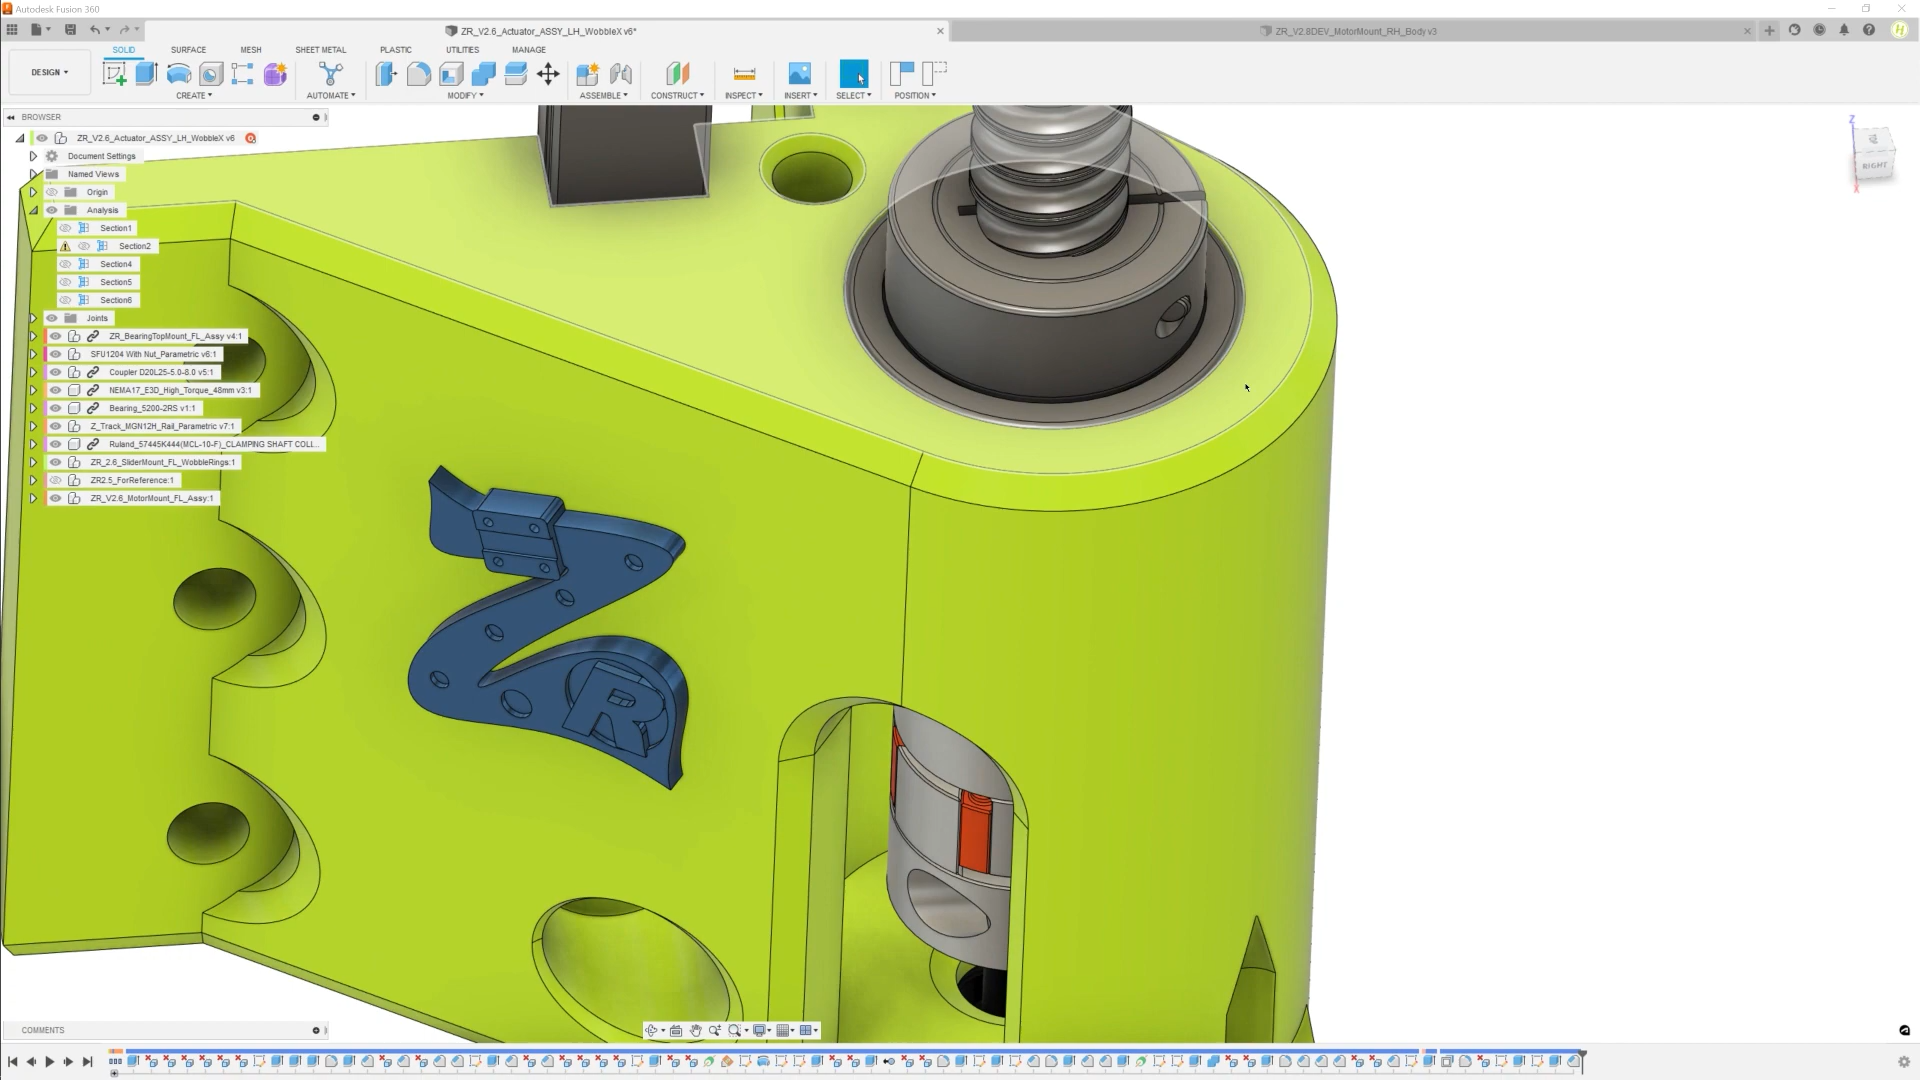 Autodesk Fusion 360
ZR_V2.6_Actuator_ASSY_LH_WobbleX v6*
ZR_V2.8DEV_MotorMount_RH_Body v3
SOLID
SURFACE
MESH
SHEET METAL
PLASTIC
UTILITIES
MANAGE
DESIGN
CREATE
AUTOMATE
MODIFY
ASSEMBLE
CONSTRUCT
INSPECT
INSERT
SELECT
POSITION
BROWSER
ZR_V2.6_Actuator_ASSY_LH_WobbleX v6
Document Settings
Named Views
Origin
Analysis
Section1
Section2
Section4
Section5
Section6
Joints
ZR_BearingTopMount_FL_Assy v4:1
SFU1204 With Nut_Parametric v6:1
Coupler D20L25-5.0-8.0 v5:1
NEMA17_E3D_High_Torque_48mm v3:1
Bearing_5200-2RS v1:1
Z_Track_MGN12H_Rail_Parametric v7:1
Ruland_57445K444(MCL-10-F)_CLAMPING SHAFT COLL...
ZR_2.6_SliderMount_FL_WobbleRings:1
ZR2.5_ForReference:1
ZR_V2.6_MotorMount_FL_Assy:1
Z
RIGHT
X
Z
R
COMMENTS